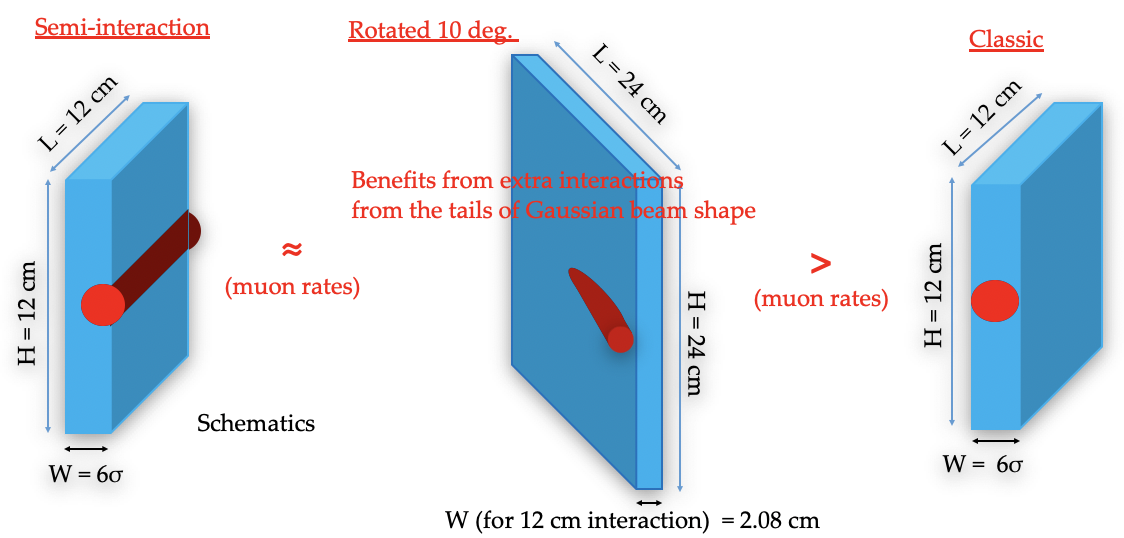 Semi-interaction
L = 12 cm
H = 12 cm
W = 6σ
Schematics
≈
(muon rates)
Rotated 10 deg.
L = 24 cm
Benefits from extra interactions
from the tails of Gaussian beam shape
H = 24 cm
W (for 12 cm interaction) = 2.08 cm
>
(muon rates)
Classic
L = 12 cm
H = 12 cm
W = 6σ